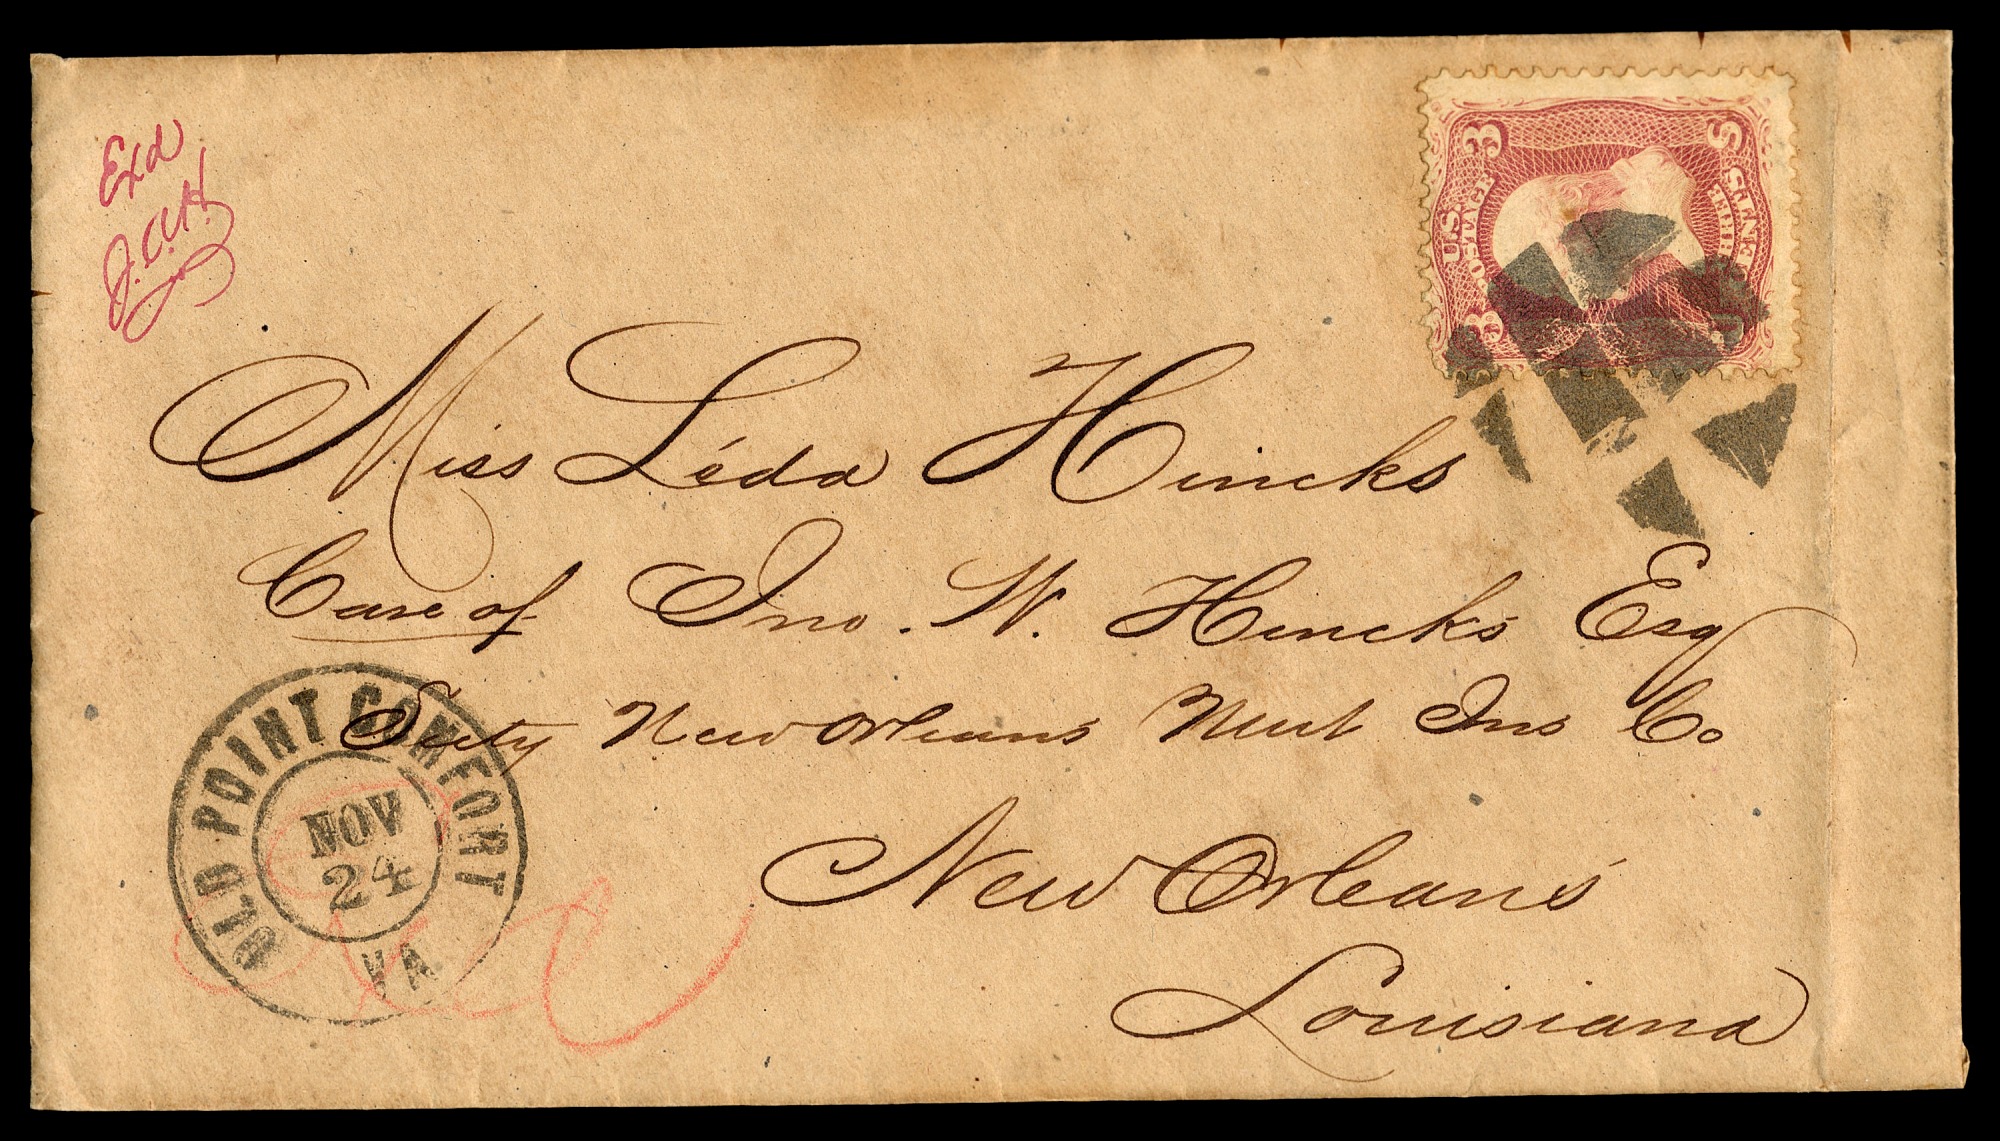 Exd
J.C.H.
3 3
U.S. POSTAGE THREE CENTS
3
Miss Léda Hincks
Care of Jno. W. Hincks Esq
Secty New Orleans Mut Ins Co
OLD POINT COMFORT
NOV
24
VA
New Orleans
Louisiana